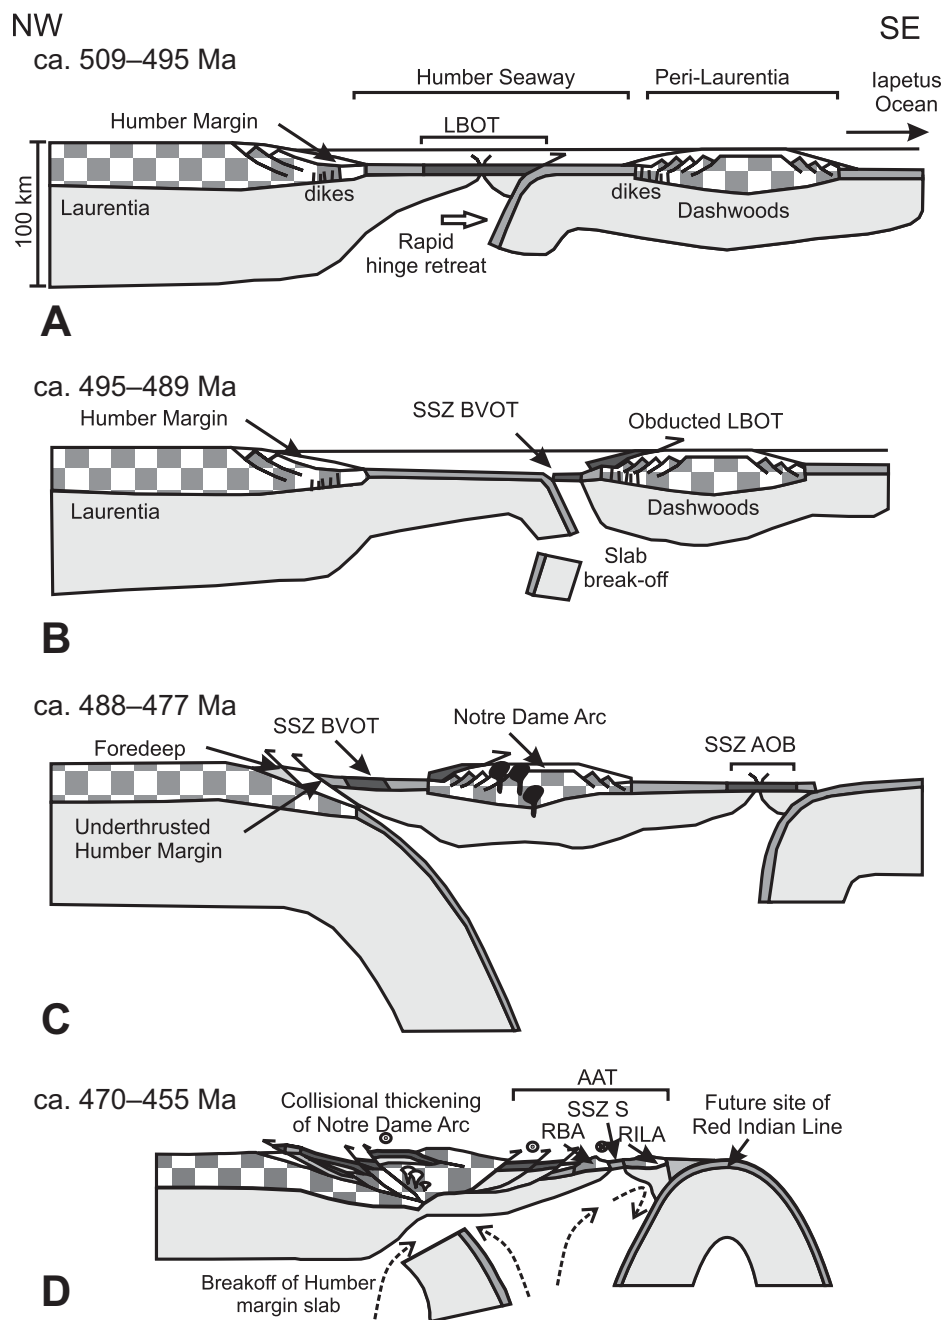 NW
SE
ca. 509–495 Ma
Humber Seaway
Peri-Laurentia
Iapetus
Ocean
Humber Margin
LBOT
100 km
Laurentia
dikes
dikes
Dashwoods
Rapid
hinge retreat
A
ca. 495–489 Ma
Humber Margin
SSZ BVOT
Obducted LBOT
Laurentia
Dashwoods
Slab
break-off
B
ca. 488–477 Ma
SSZ BVOT
Notre Dame Arc
Foredeep
SSZ AOB
Underthrusted
Humber Margin
C
ca. 470–455 Ma
AAT
Collisional thickening
of Notre Dame Arc
SSZ S
RBA
RILA
Future site of
Red Indian Line
Breakoff of Humber
margin slab
D